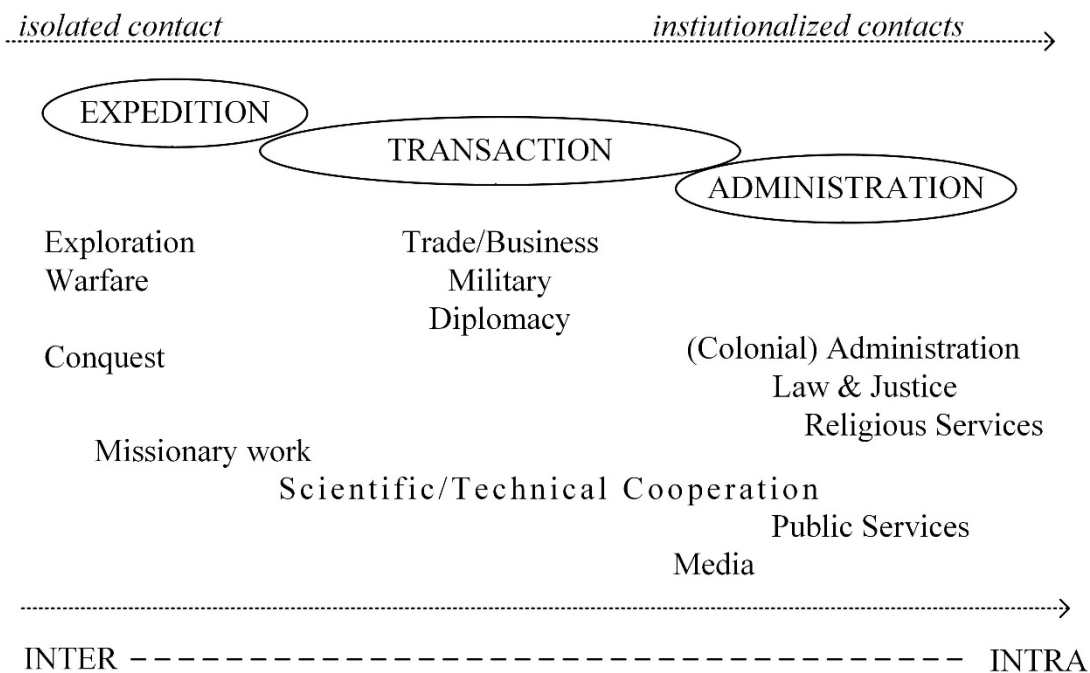 isolated contact instiutionalized contacts
EXPEDITION
TRANSACTION
ADMINISTRATION
Exploration Trade/Business
Warfare Military
Diplomacy
Conquest (Colonial) Administration
Law & Justice
Religious Services
Missionary work
Scientific/Technical Cooperation
Public Services
Media
INTER INTRA